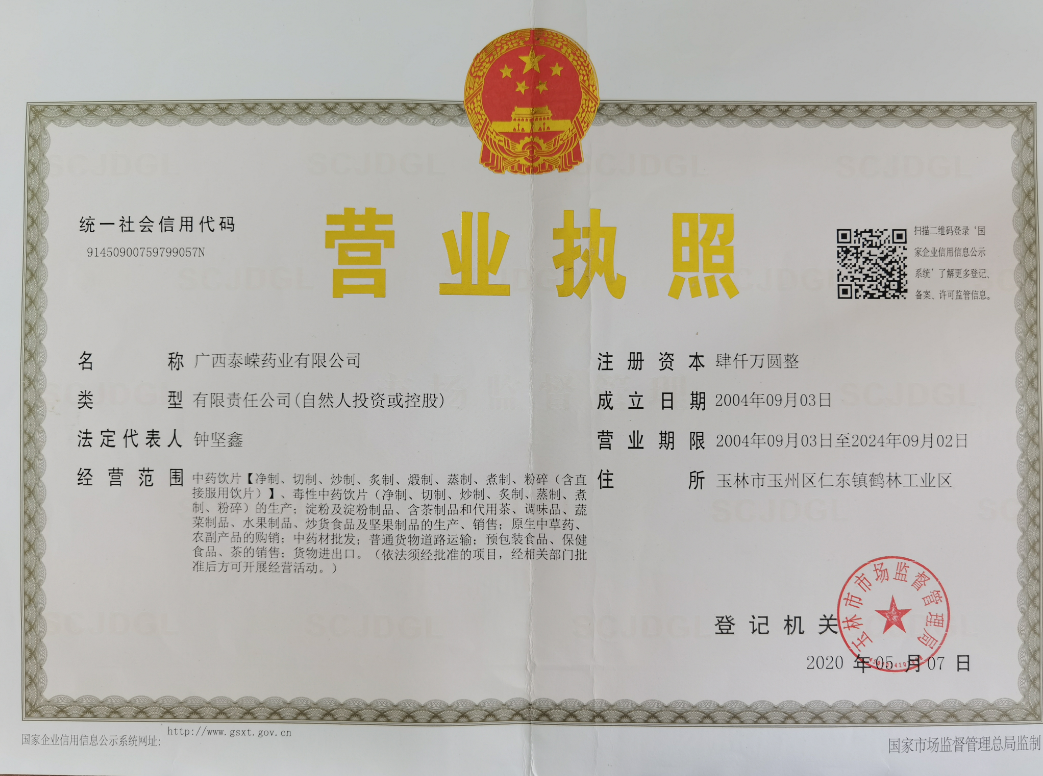 营业执照
统一社会信用代码
91450900759799057N
扫描二维码登录'国
家企业信用信息公示
系统'了解更多登记、
备案、许可监管信息。
名 称 广西泰嵘药业有限公司
类 型 有限责任公司(自然人投资或控股)
法定代表人 钟坚鑫
经营范围 中药饮片【净制、切制、炒制、炙制、煅制、蒸制、煮制、粉碎（含直
接服用饮片）】、毒性中药饮片（净制、切制、炒制、炙制、蒸制、煮
制、粉碎）的生产；淀粉及淀粉制品、含茶制品和代用茶、调味品、蔬
菜制品、水果制品、炒货食品及坚果制品的生产、销售；原生中草药、
农副产品的购销；中药材批发；普通货物道路运输；预包装食品、保健
食品、茶的销售；货物进出口。（依法须经批准的项目，经相关部门批
准后方可开展经营活动。）
注册资本 肆仟万圆整
成立日期 2004年09月03日
营业期限 2004年09月03日至2024年09月02日
住 所 玉林市玉州区仁东镇鹤林工业区
登记机关
玉林市市场监督管理局
2020 年 05 月 07 日
国家企业信用信息公示系统网址: http://www.gsxt.gov.cn
国家市场监督管理总局监制